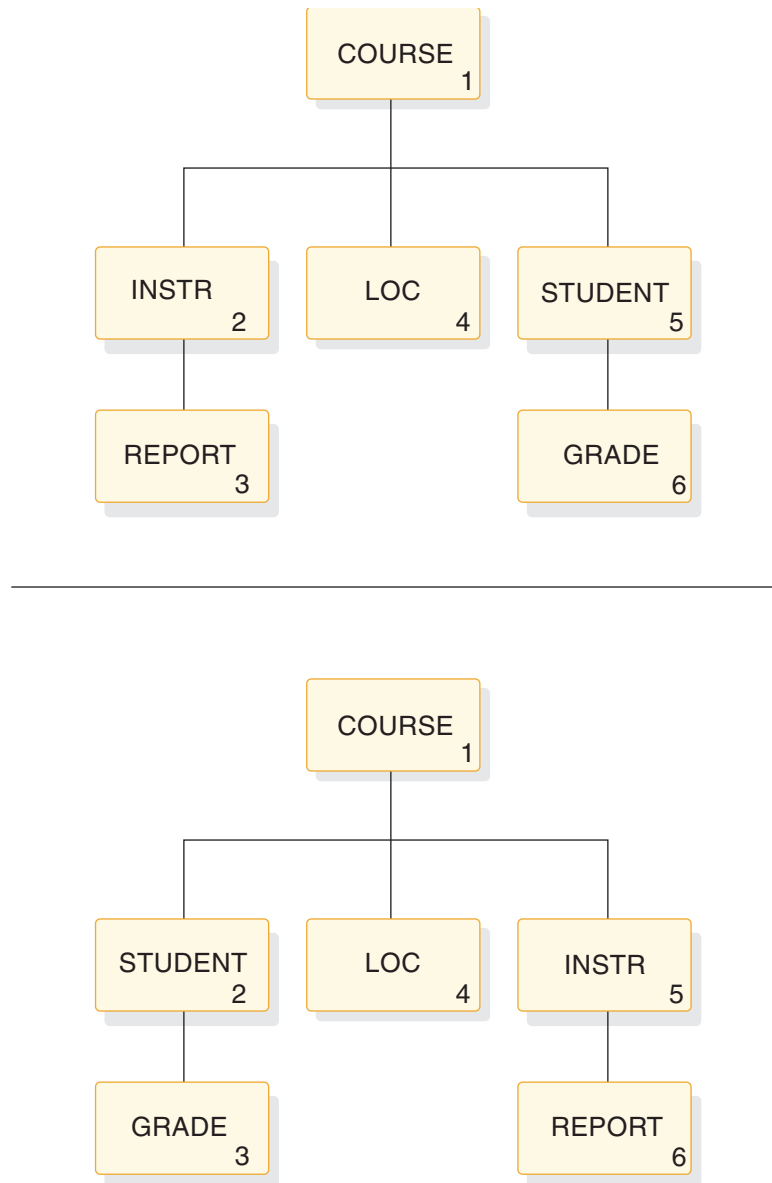 COURSE
1
INSTR
2
LOC
4
STUDENT
5
REPORT
3
GRADE
6
COURSE
1
STUDENT
2
LOC
4
INSTR
5
GRADE
3
REPORT
6